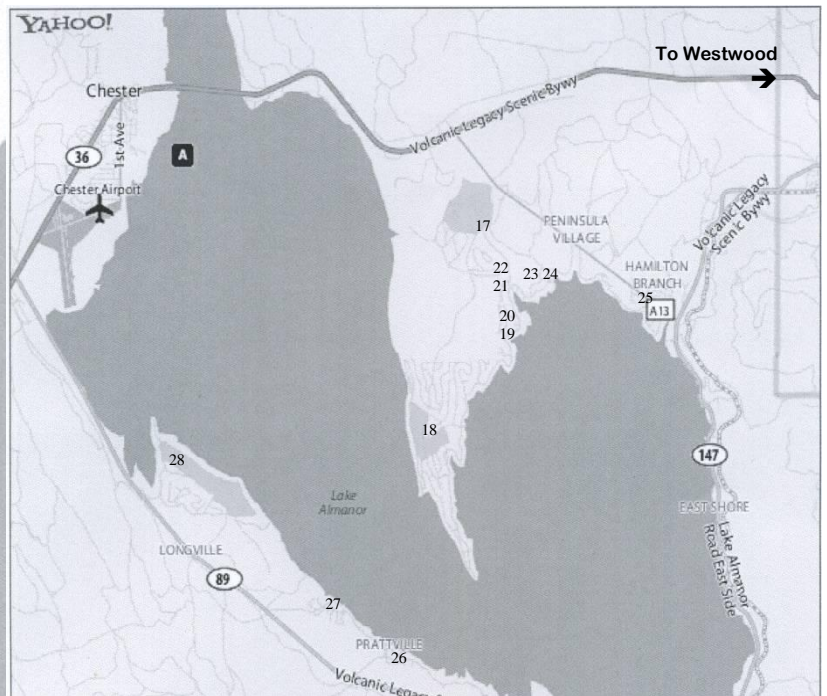 YAHOO!
To Westwood
Chester
Volcanic Legacy Scenic Bywy
1st Ave
36
A
Chester Airport
Volcanic Legacy
Scenic Bywy
17
PENINSULA
VILLAGE
22
23
24
HAMILTON
BRANCH
21
25
A13
20
19
18
147
28
Lake
Almanor
EAST SHORE
Lake Almanor
Road East Side
LONGVILLE
89
27
PRATTVILLE
26
Volcanic Legacy